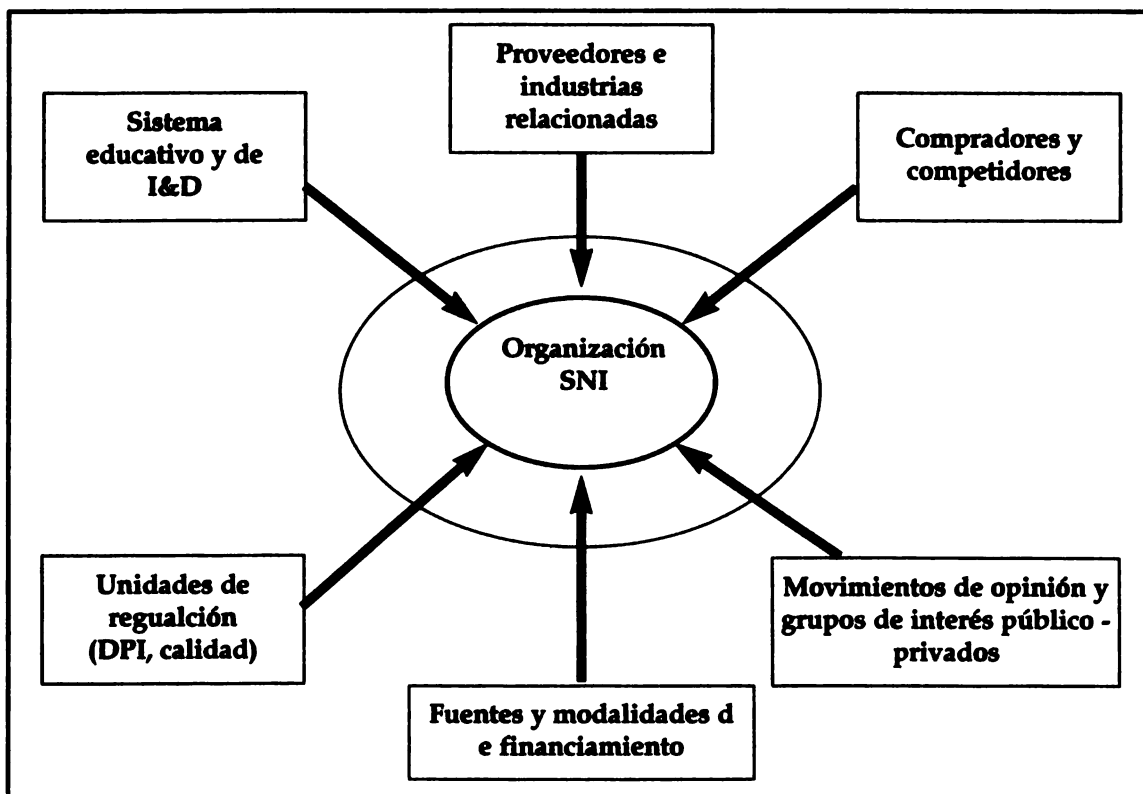 Proveedores e
industrias
relacionadas
Sistema
educativo y de
I&D
Compradores y
competidores
Organización
SNI
Unidades de
regualción
(DPI, calidad)
Movimientos de opinión y
grupos de interés público -
privados
Fuentes y modalidades d
e financiamiento